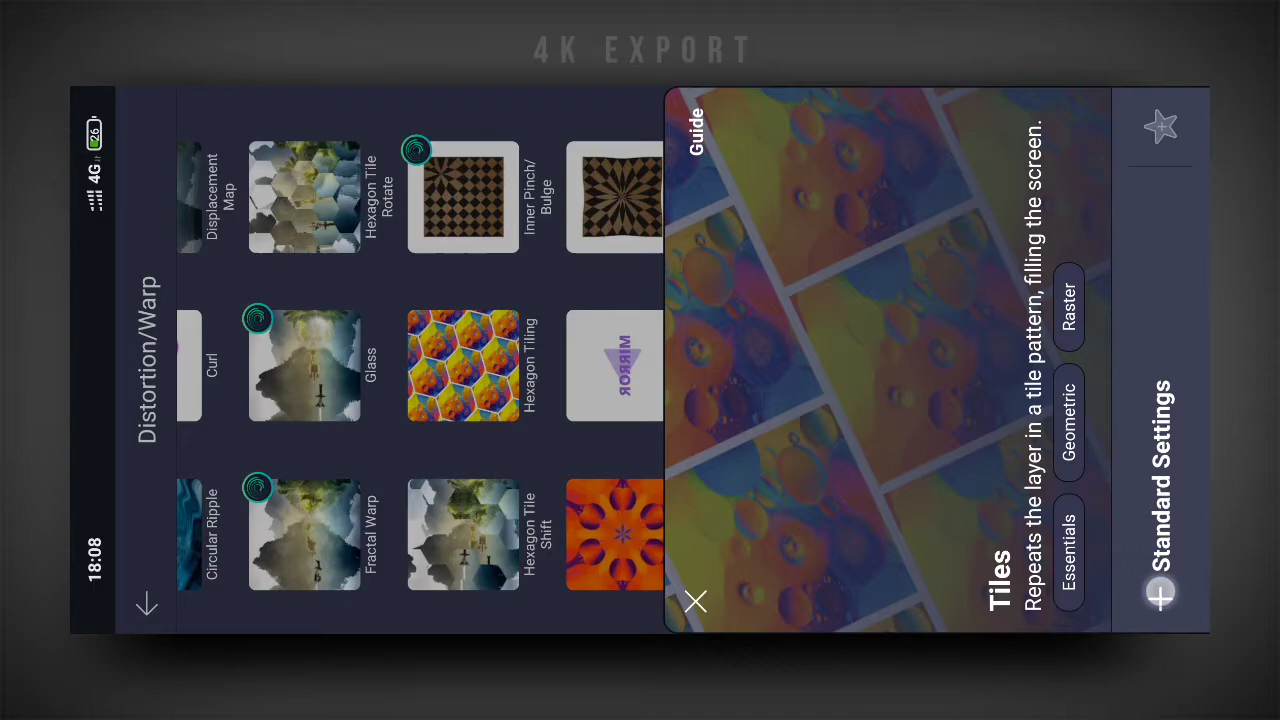 4K EXPORT
18:08
4G
26
Distortion/Warp
Circular Ripple
Curl
Displacement
Map
Fractal Warp
Glass
Hexagon Tile
Rotate
Hexagon Tile
Shift
Hexagon Tiling
Inner Pinch/
Bulge
MIRROR
Guide
Tiles
Repeats the layer in a tile pattern, filling the screen.
Essentials
Geometric
Raster
Standard Settings